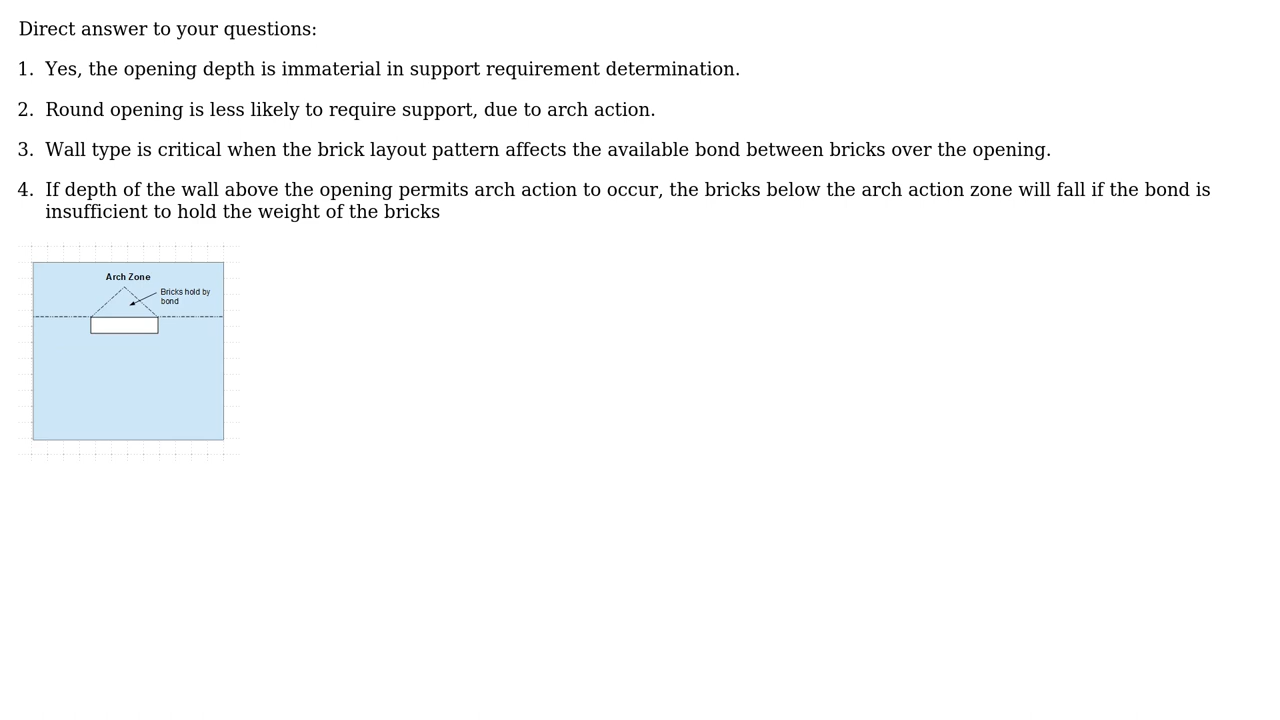 Direct answer to your questions:
1. Yes, the opening depth is immaterial in support requirement determination.
2. Round opening is less likely to require support, due to arch action.
3. Wall type is critical when the brick layout pattern affects the available bond between bricks over the opening.
4. If depth of the wall above the opening permits arch action to occur, the bricks below the arch action zone will fall if the bond is
insufficient to hold the weight of the bricks
Arch Zone
Bricks hold by
bond